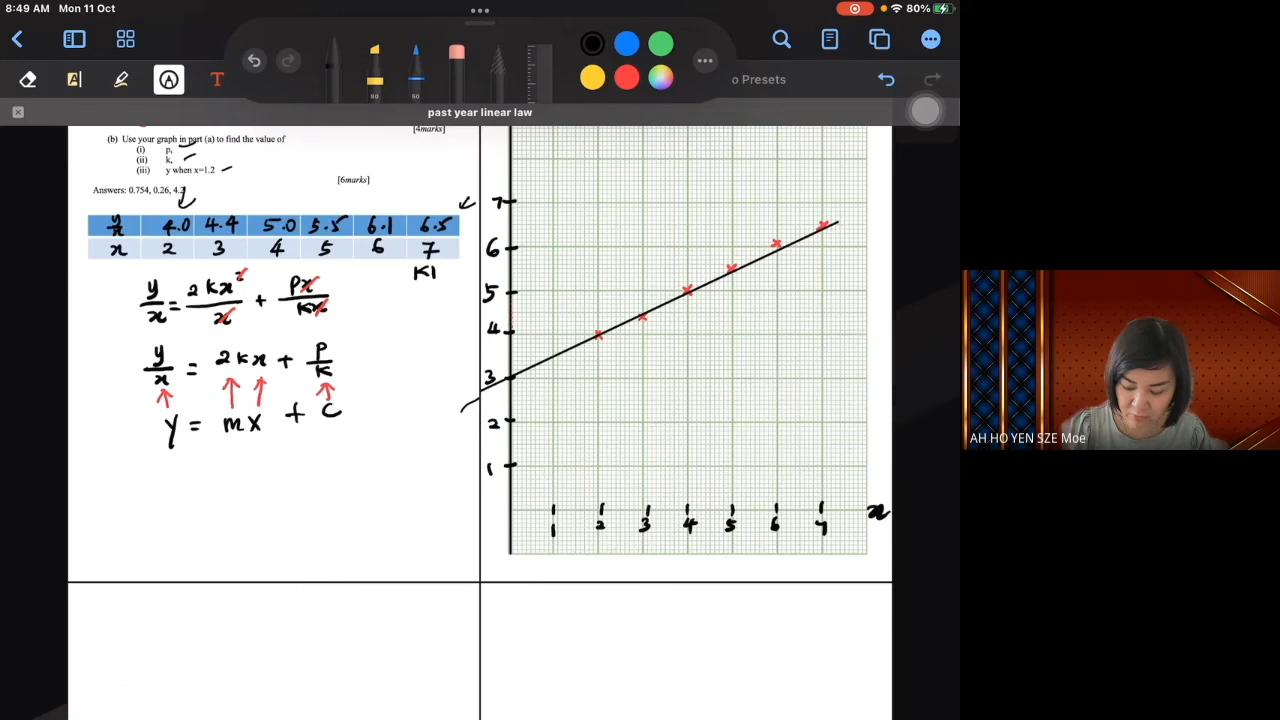 8:49 AM Mon 11 Oct
80%
A
A
T
80
50
o Presets
past year linear law
[4marks]
(b) Use your graph in part (a) to find the value of
(i) p,
(ii) k,
(iii) y when x=1.2
[6marks]
Answers: 0.754, 0.26, 4.2
y/x 4.0 4.4 5.0 5.5 6.1 6.5
x 2 3 4 5 6 7
K1
y/x = 2kx²/x + px/kx
y/x = 2kx + p/k
Y = mX + c
7
6
5
4
3
2
1
1 2 3 4 5 6 7 x
AH HO YEN SZE Moe